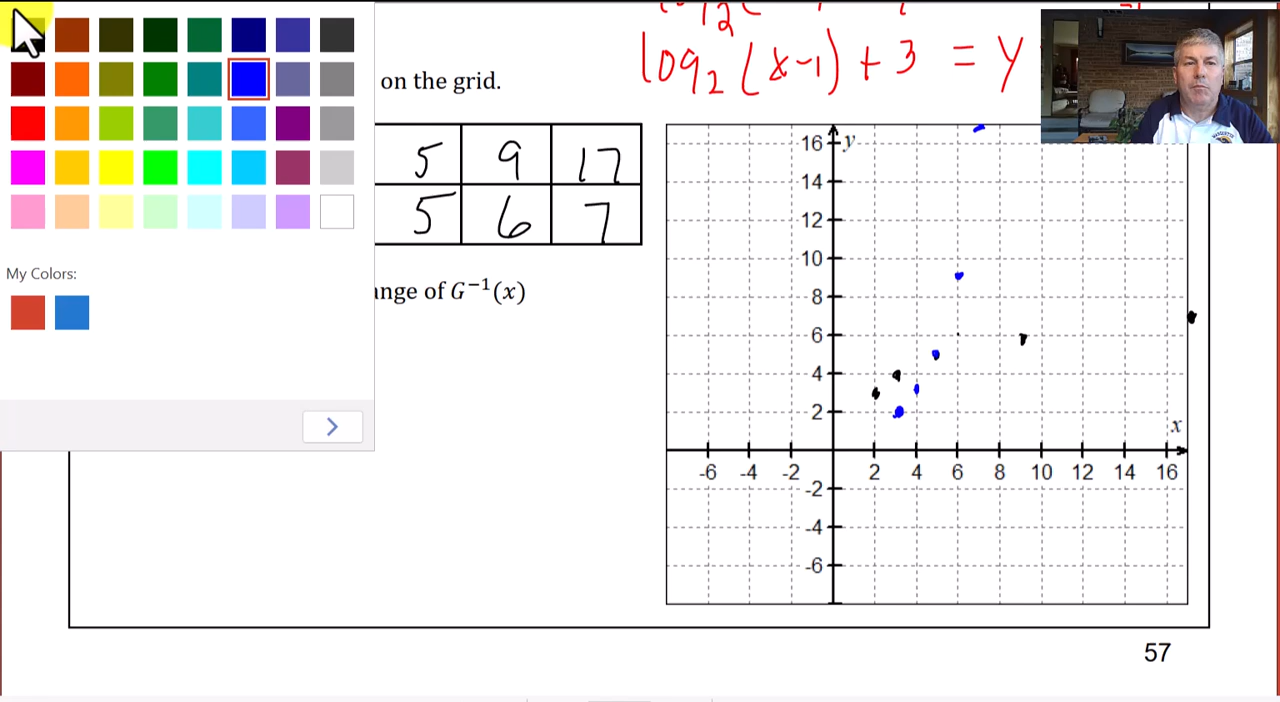 log₂(x-1)+3 = y
on the grid.
5 9 17
5 6 7
nge of G⁻¹(x)
My Colors:
y
16
14
12
10
8
6
4
2
x
-6 -4 -2 2 4 6 8 10 12 14 16
-2
-4
-6
57